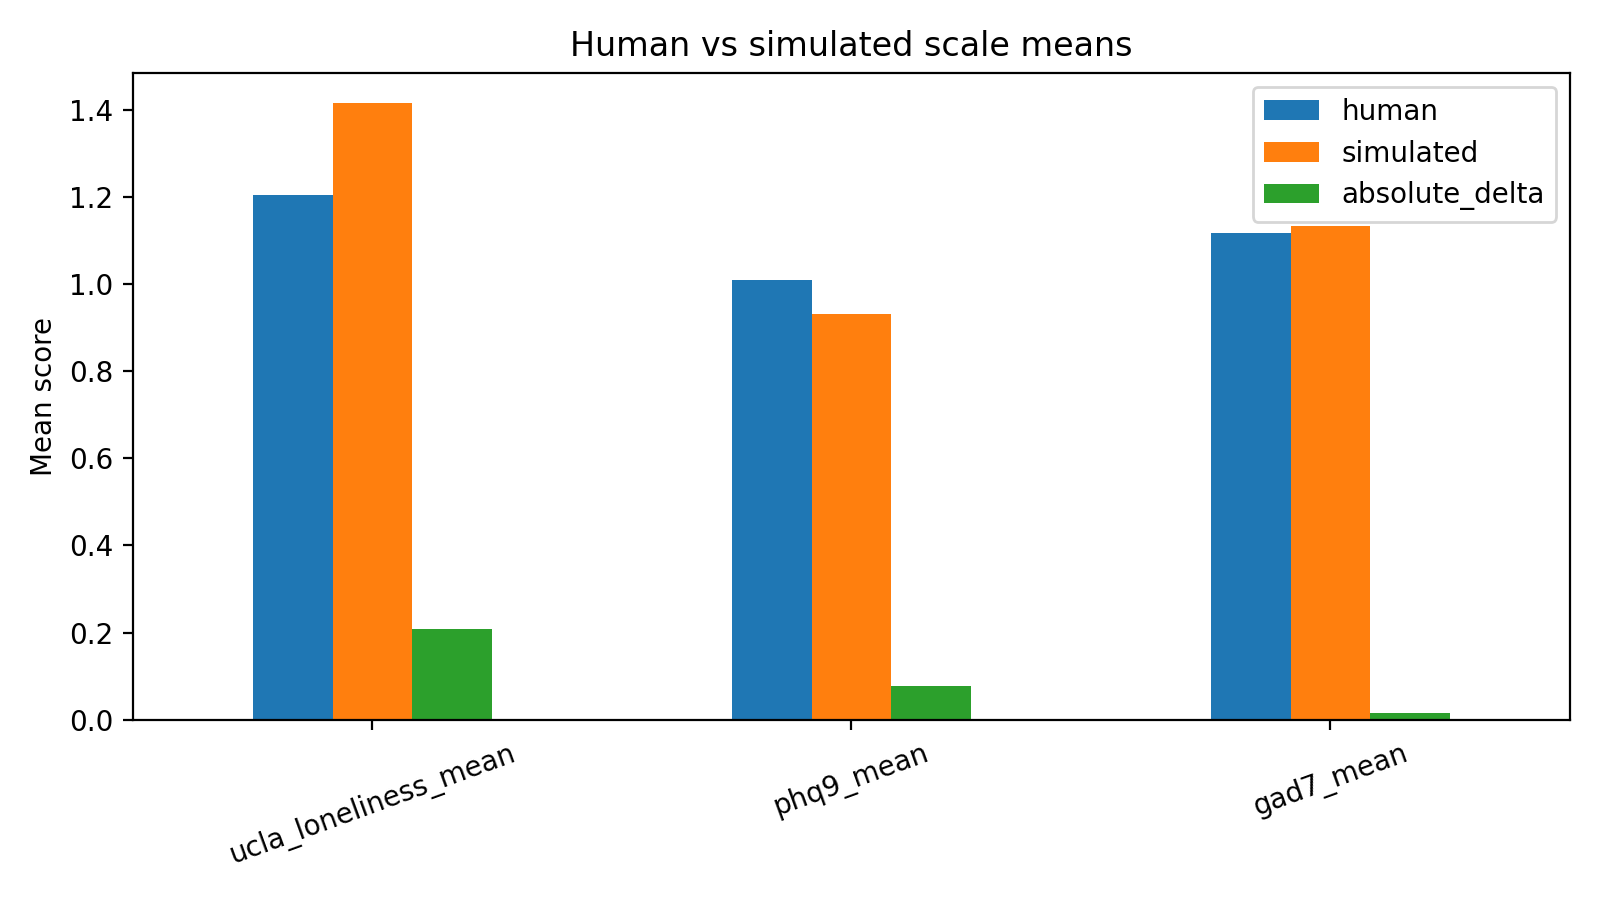 Human vs simulated scale means
human
simulated
absolute_delta
Mean score
1.4
1.2
1.0
0.8
0.6
0.4
0.2
0.0
ucla_loneliness_mean
phq9_mean
gad7_mean